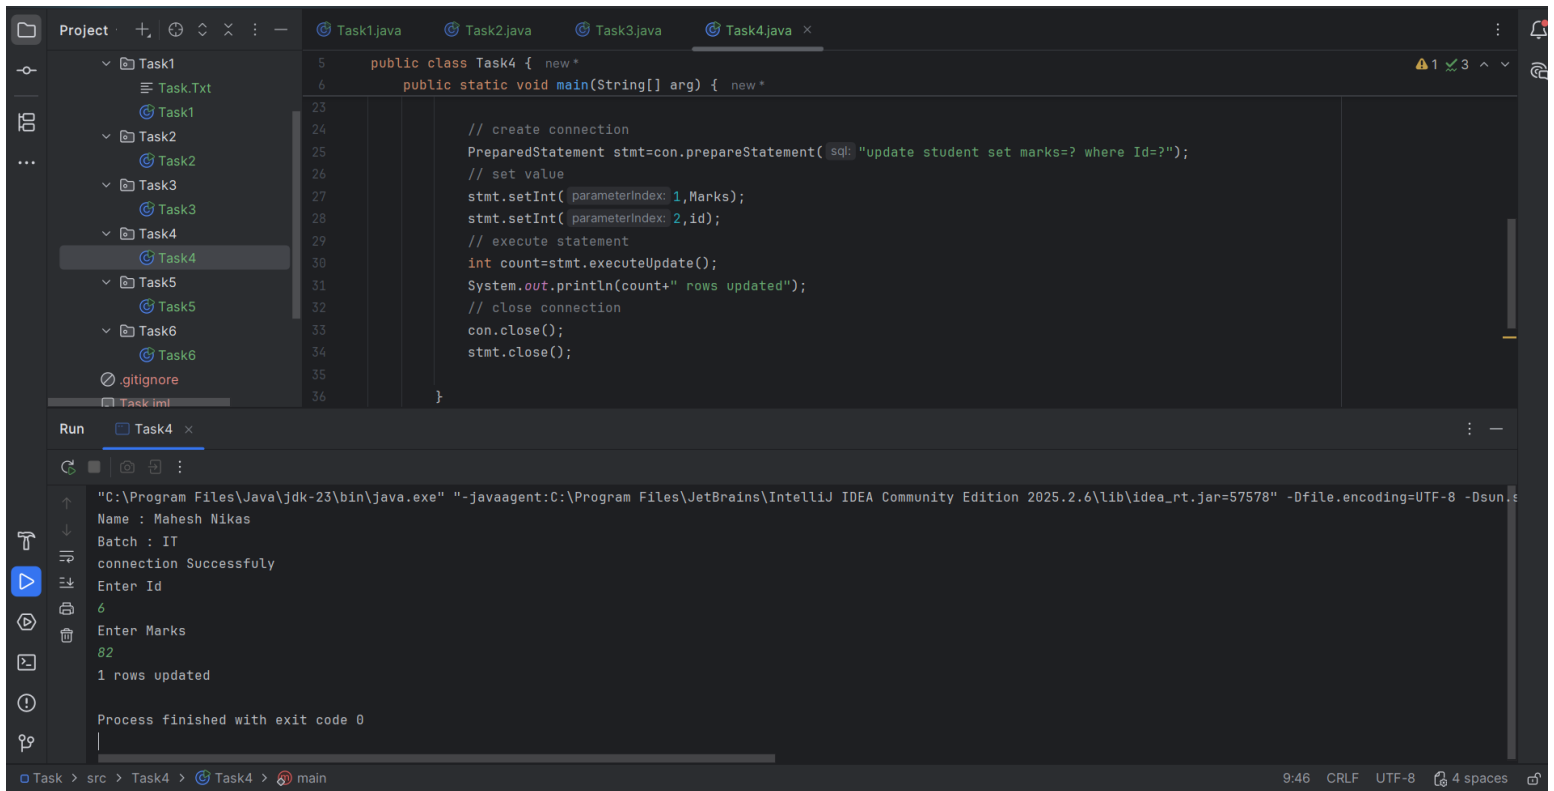 Project
Task1.java
Task2.java
Task3.java
Task4.java
Task1
Task.Txt
Task1
Task2
Task2
Task3
Task3
Task4
Task4
Task5
Task5
Task6
Task6
.gitignore
Task.iml
1 3
5 public class Task4 { new *
6 public static void main(String[] arg) { new *
23
24 // create connection
25 PreparedStatement stmt=con.prepareStatement( sql: "update student set marks=? where Id=?");
26 // set value
27 stmt.setInt( parameterIndex: 1,Marks);
28 stmt.setInt( parameterIndex: 2,id);
29 // execute statement
30 int count=stmt.executeUpdate();
31 System.out.println(count+" rows updated");
32 // close connection
33 con.close();
34 stmt.close();
35
36 }
Run Task4
"C:\Program Files\Java\jdk-23\bin\java.exe" "-javaagent:C:\Program Files\JetBrains\IntelliJ IDEA Community Edition 2025.2.6\lib\idea_rt.jar=57578" -Dfile.encoding=UTF-8 -Dsun.s
Name : Mahesh Nikas
Batch : IT
connection Successfuly
Enter Id
6
Enter Marks
82
1 rows updated
Process finished with exit code 0
Task > src > Task4 > Task4 > main
9:46 CRLF UTF-8 4 spaces